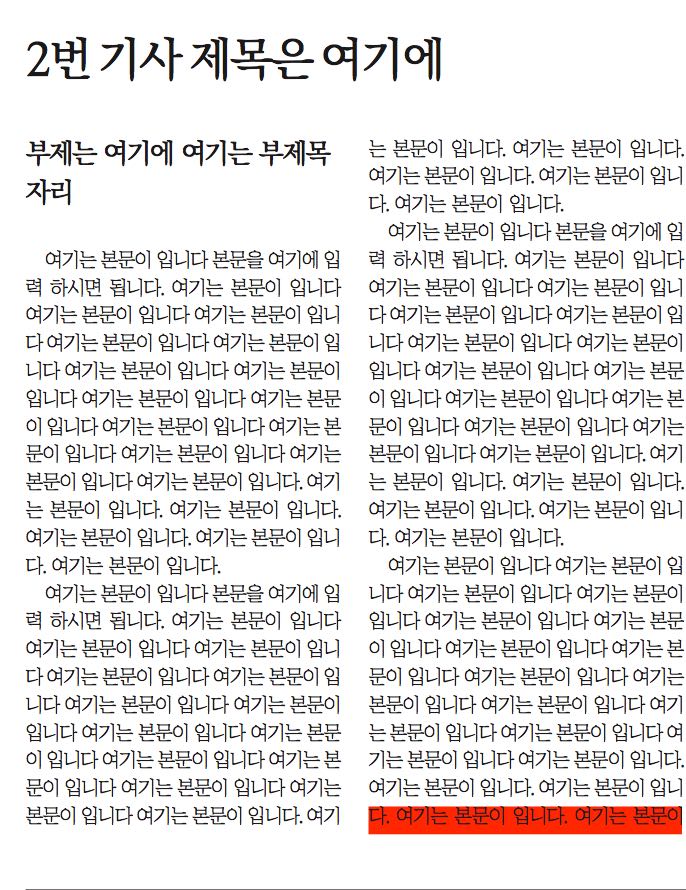 2번 기사 제목은 여기에
부제는 여기에 여기는 부제목
자리
여기는 본문이 입니다 본문을 여기에 입
력 하시면 됩니다. 여기는 본문이 입니다
여기는 본문이 입니다 여기는 본문이 입니
다 여기는 본문이 입니다 여기는 본문이 입
니다 여기는 본문이 입니다 여기는 본문이
입니다 여기는 본문이 입니다 여기는 본문
이 입니다 여기는 본문이 입니다 여기는 본
문이 입니다 여기는 본문이 입니다 여기는
본문이 입니다 여기는 본문이 입니다. 여기
는 본문이 입니다. 여기는 본문이 입니다.
여기는 본문이 입니다. 여기는 본문이 입니
다. 여기는 본문이 입니다.
여기는 본문이 입니다 본문을 여기에 입
력 하시면 됩니다. 여기는 본문이 입니다
여기는 본문이 입니다 여기는 본문이 입니
다 여기는 본문이 입니다 여기는 본문이 입
니다 여기는 본문이 입니다 여기는 본문이
입니다 여기는 본문이 입니다 여기는 본문
이 입니다 여기는 본문이 입니다 여기는 본
문이 입니다 여기는 본문이 입니다 여기는
본문이 입니다 여기는 본문이 입니다. 여기
는 본문이 입니다. 여기는 본문이 입니다.
여기는 본문이 입니다. 여기는 본문이 입니
다. 여기는 본문이 입니다.
여기는 본문이 입니다 본문을 여기에 입
력 하시면 됩니다. 여기는 본문이 입니다
여기는 본문이 입니다 여기는 본문이 입니
다 여기는 본문이 입니다 여기는 본문이 입
니다 여기는 본문이 입니다 여기는 본문이
입니다 여기는 본문이 입니다 여기는 본문
이 입니다 여기는 본문이 입니다 여기는 본
문이 입니다 여기는 본문이 입니다 여기는
본문이 입니다 여기는 본문이 입니다. 여기
는 본문이 입니다. 여기는 본문이 입니다.
여기는 본문이 입니다. 여기는 본문이 입니
다. 여기는 본문이 입니다.
여기는 본문이 입니다 여기는 본문이 입
니다 여기는 본문이 입니다 여기는 본문이
입니다 여기는 본문이 입니다 여기는 본문
이 입니다 여기는 본문이 입니다 여기는 본
문이 입니다 여기는 본문이 입니다 여기는
본문이 입니다 여기는 본문이 입니다 여기
는 본문이 입니다 여기는 본문이 입니다 여
기는 본문이 입니다 여기는 본문이 입니다.
여기는 본문이 입니다. 여기는 본문이 입니
다. 여기는 본문이 입니다. 여기는 본문이